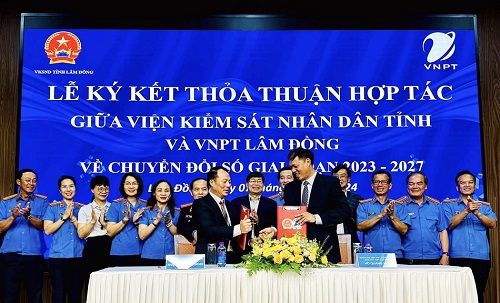 VKSND TỈNH LÂM ĐỒNG
VNPT
LỄ KÝ KẾT THỎA THUẬN HỢP TÁC
GIỮA VIỆN KIỂM SÁT NHÂN DÂN TỈNH
VÀ VNPT LÂM ĐỒNG
VỀ CHUYỂN ĐỔI SỐ GIAI ĐOẠN 2023 - 2027